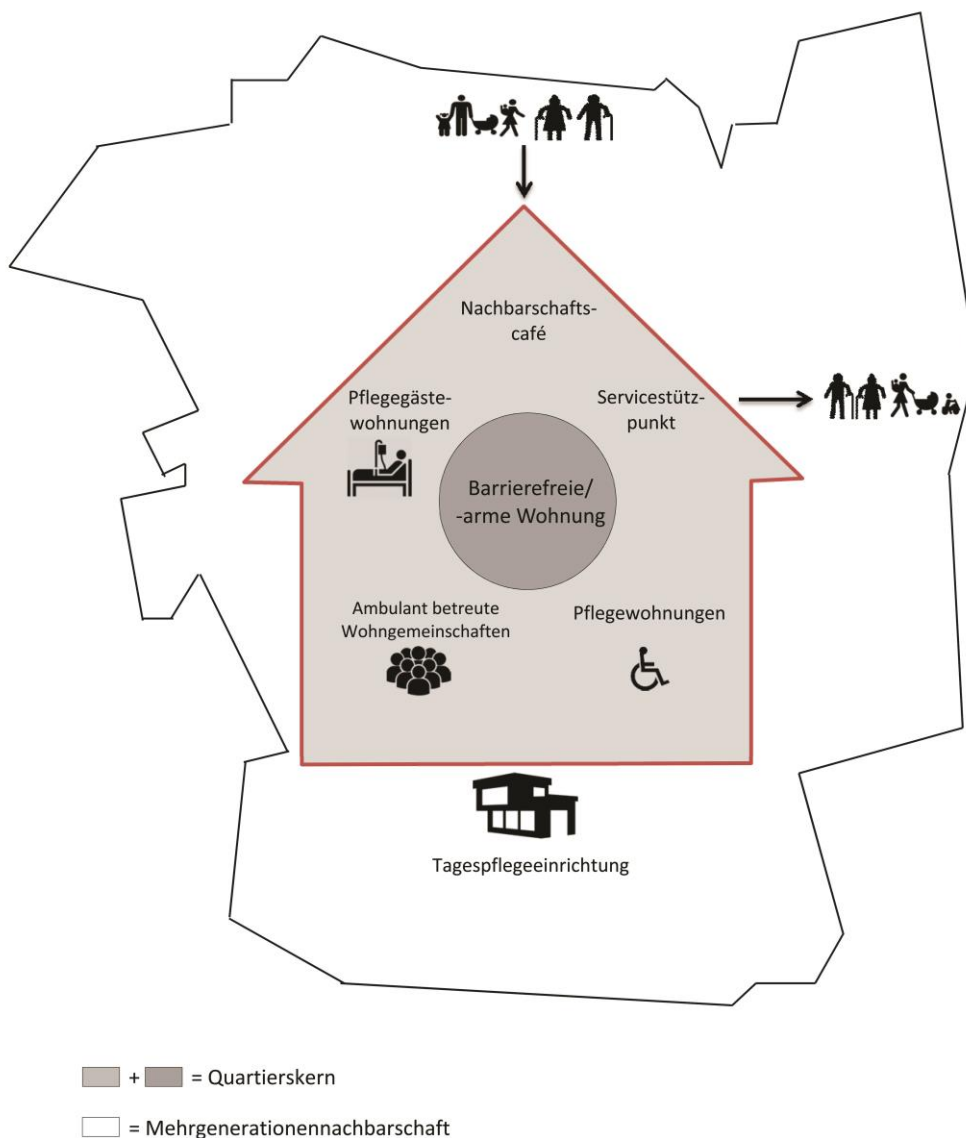 Nachbarschafts-
café
Pflegegäste-
wohnungen
Servicestütz-
punkt
Barrierefreie/
-arme Wohnung
Ambulant betreute
Wohngemeinschaften
Pflegewohnungen
Tagespflegeeinrichtung
+ = Quartierskern
= Mehrgenerationennachbarschaft